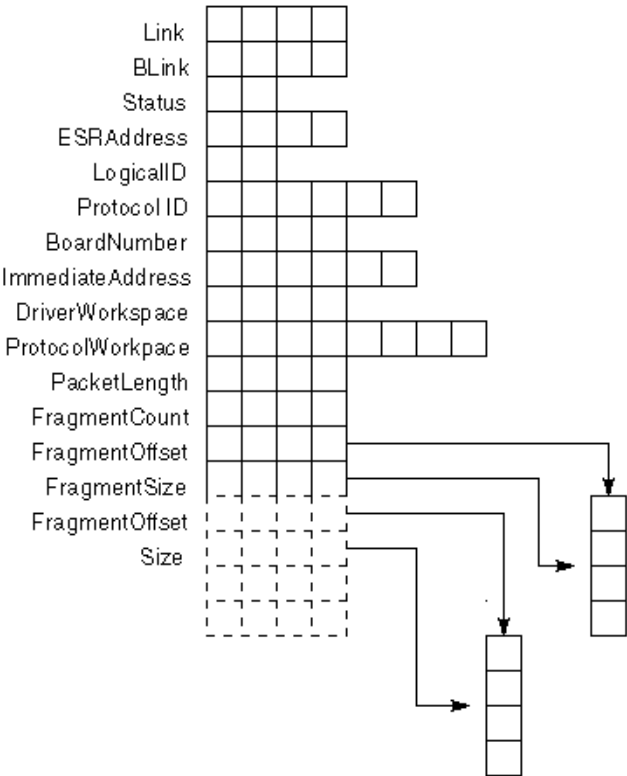 Link
BLink
Status
ESRAddress
LogicalID
Protocol ID
BoardNumber
ImmediateAddress
DriverWorkspace
ProtocolWorkpace
PacketLength
FragmentCount
FragmentOffset
FragmentSize
FragmentOffset
Size